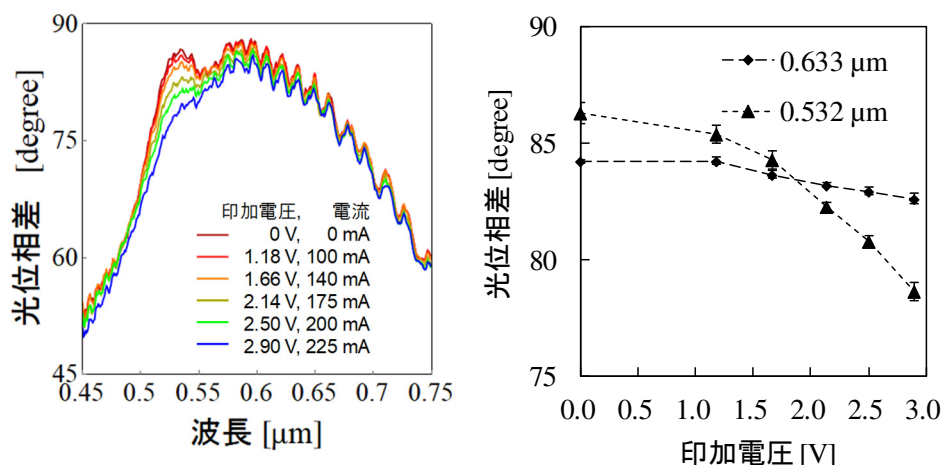 90
75
60
45
光位相差 [degree]
0.45 0.5 0.55 0.6 0.65 0.7 0.75
波長 [μm]
印加電圧, 電流
0 V, 0 mA
1.18 V, 100 mA
1.66 V, 140 mA
2.14 V, 175 mA
2.50 V, 200 mA
2.90 V, 225 mA
90
85
80
75
光位相差 [degree]
0.0 0.5 1.0 1.5 2.0 2.5 3.0
印加電圧 [V]
0.633 μm
0.532 μm